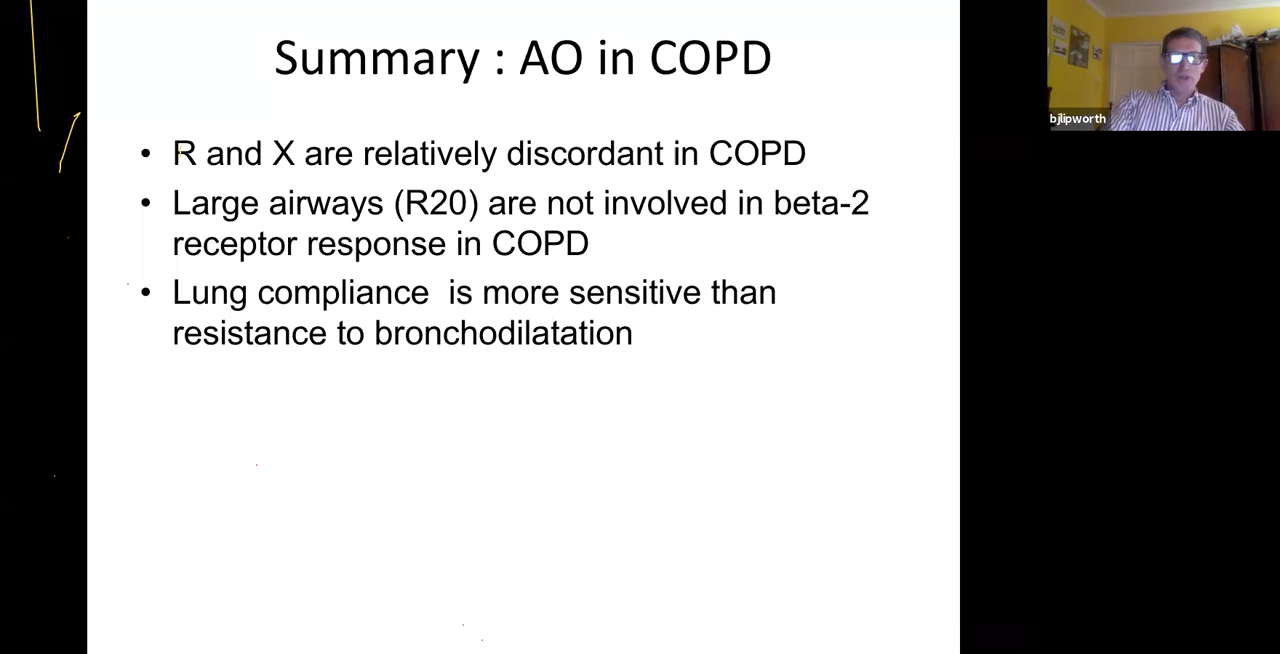 Summary : AO in COPD
• R and X are relatively discordant in COPD
• Large airways (R20) are not involved in beta-2
receptor response in COPD
• Lung compliance  is more sensitive than
resistance to bronchodilatation
bjlipworth